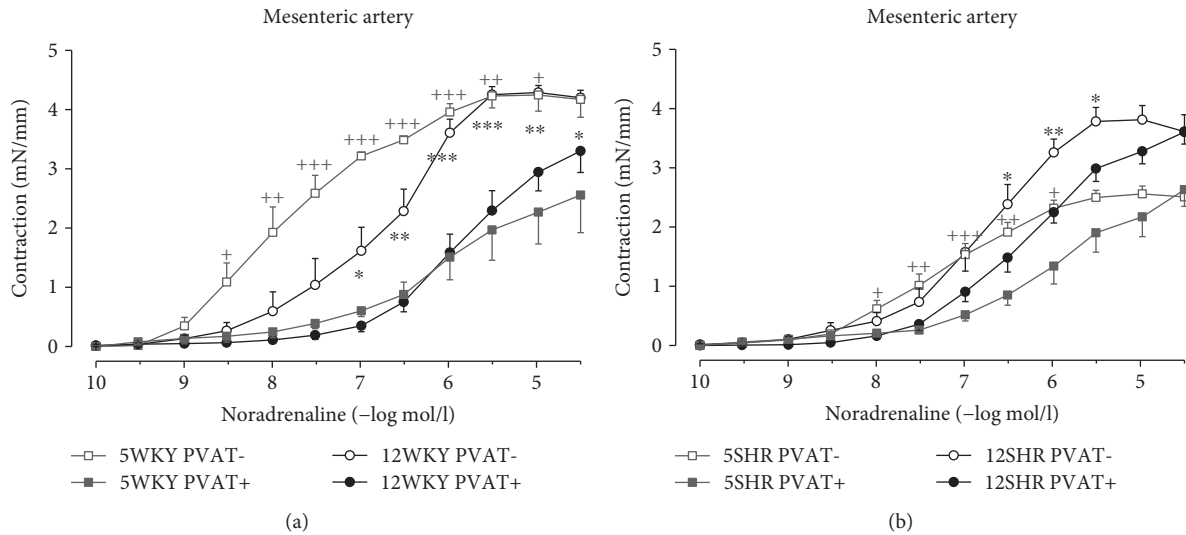 Mesenteric artery
Contraction (mN/mm)
5
4
3
2
1
0
+
++
+++
+++
+++
+++
++
+
*
**
***
***
**
*
10
9
8
7
6
5
Noradrenaline (−log mol/l)
5WKY PVAT-
12WKY PVAT-
5WKY PVAT+
12WKY PVAT+
(a)
Mesenteric artery
Contraction (mN/mm)
5
4
3
2
1
0
+
++
+++
++
+
*
**
*
10
9
8
7
6
5
Noradrenaline (−log mol/l)
5SHR PVAT-
12SHR PVAT-
5SHR PVAT+
12SHR PVAT+
(b)